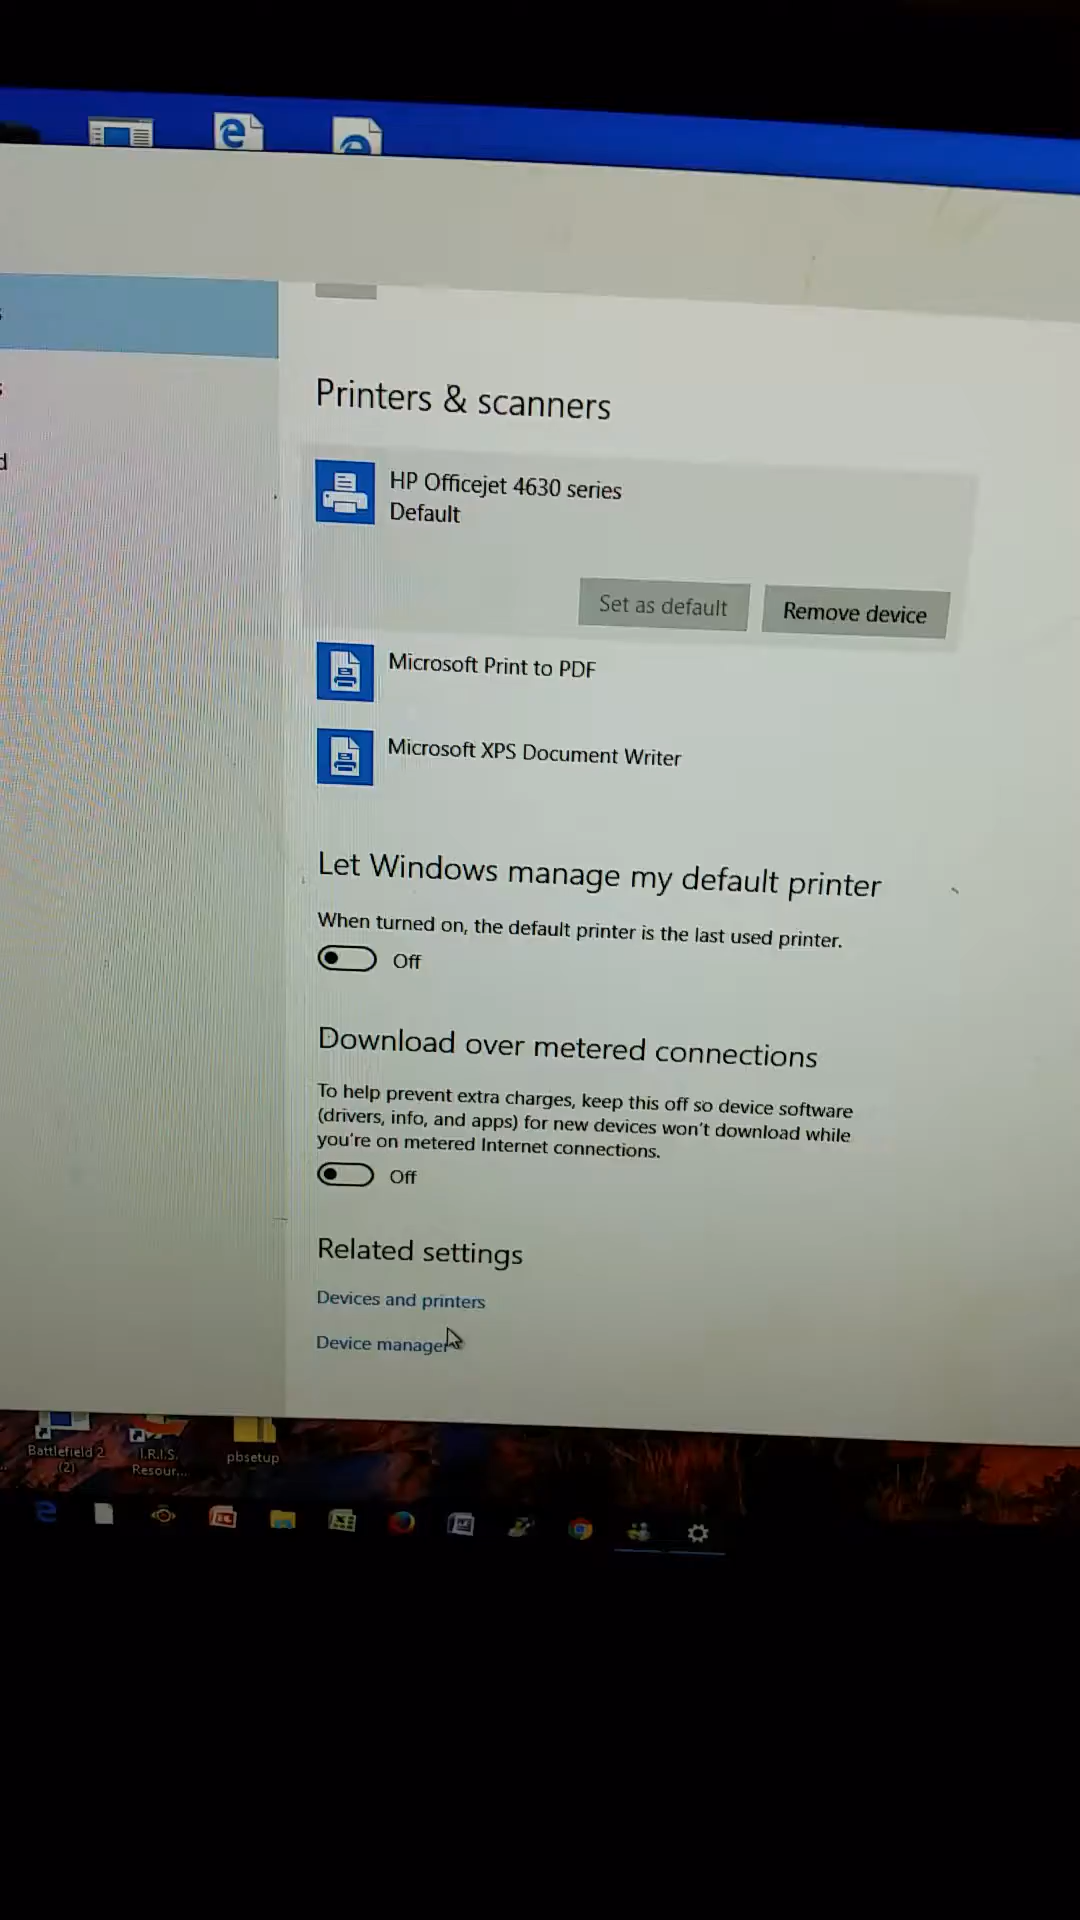 Printers & scanners
HP Officejet 4630 series
Default
Set as default
Remove device
Microsoft Print to PDF
Microsoft XPS Document Writer
Let Windows manage my default printer
When turned on, the default printer is the last used printer.
Off
Download over metered connections
To help prevent extra charges, keep this off so device software
(drivers, info, and apps) for new devices won't download while
you're on metered Internet connections.
Off
Related settings
Devices and printers
Device manager
Battlefield 2
(2)
I.R.I.S.
Resour...
pbsetup